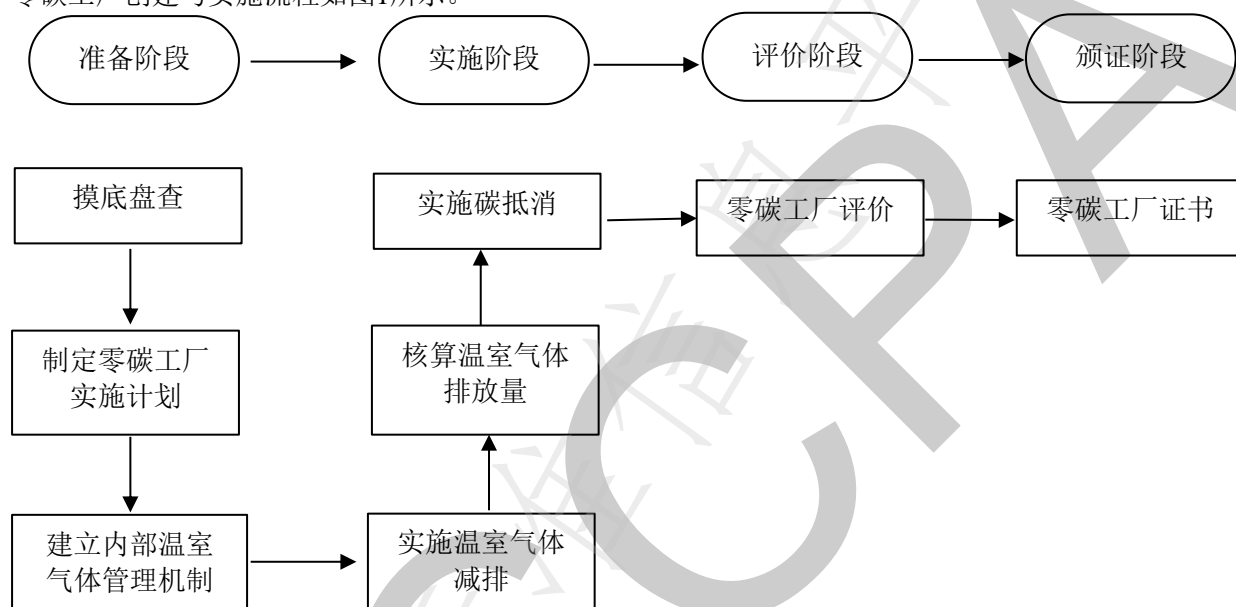 零碳工厂创建与实施流程如图1所示。
准备阶段
实施阶段
评价阶段
颁证阶段
摸底盘查
实施碳抵消
零碳工厂评价
零碳工厂证书
制定零碳工厂
实施计划
核算温室气体
排放量
建立内部温室
气体管理机制
实施温室气体
减排
CPA